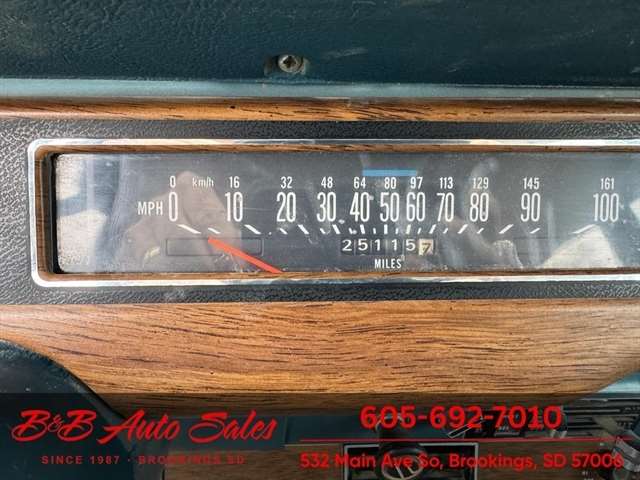 0 km/h 16 32 48 64 80 97 113 129 145 161
MPH 0 10 20 30 40 50 60 70 80 90 100
251157
MILES
B&B Auto Sales
SINCE 1987 • BROOKINGS SD
605-692-7010
532 Main Ave So, Brookings, SD 57006